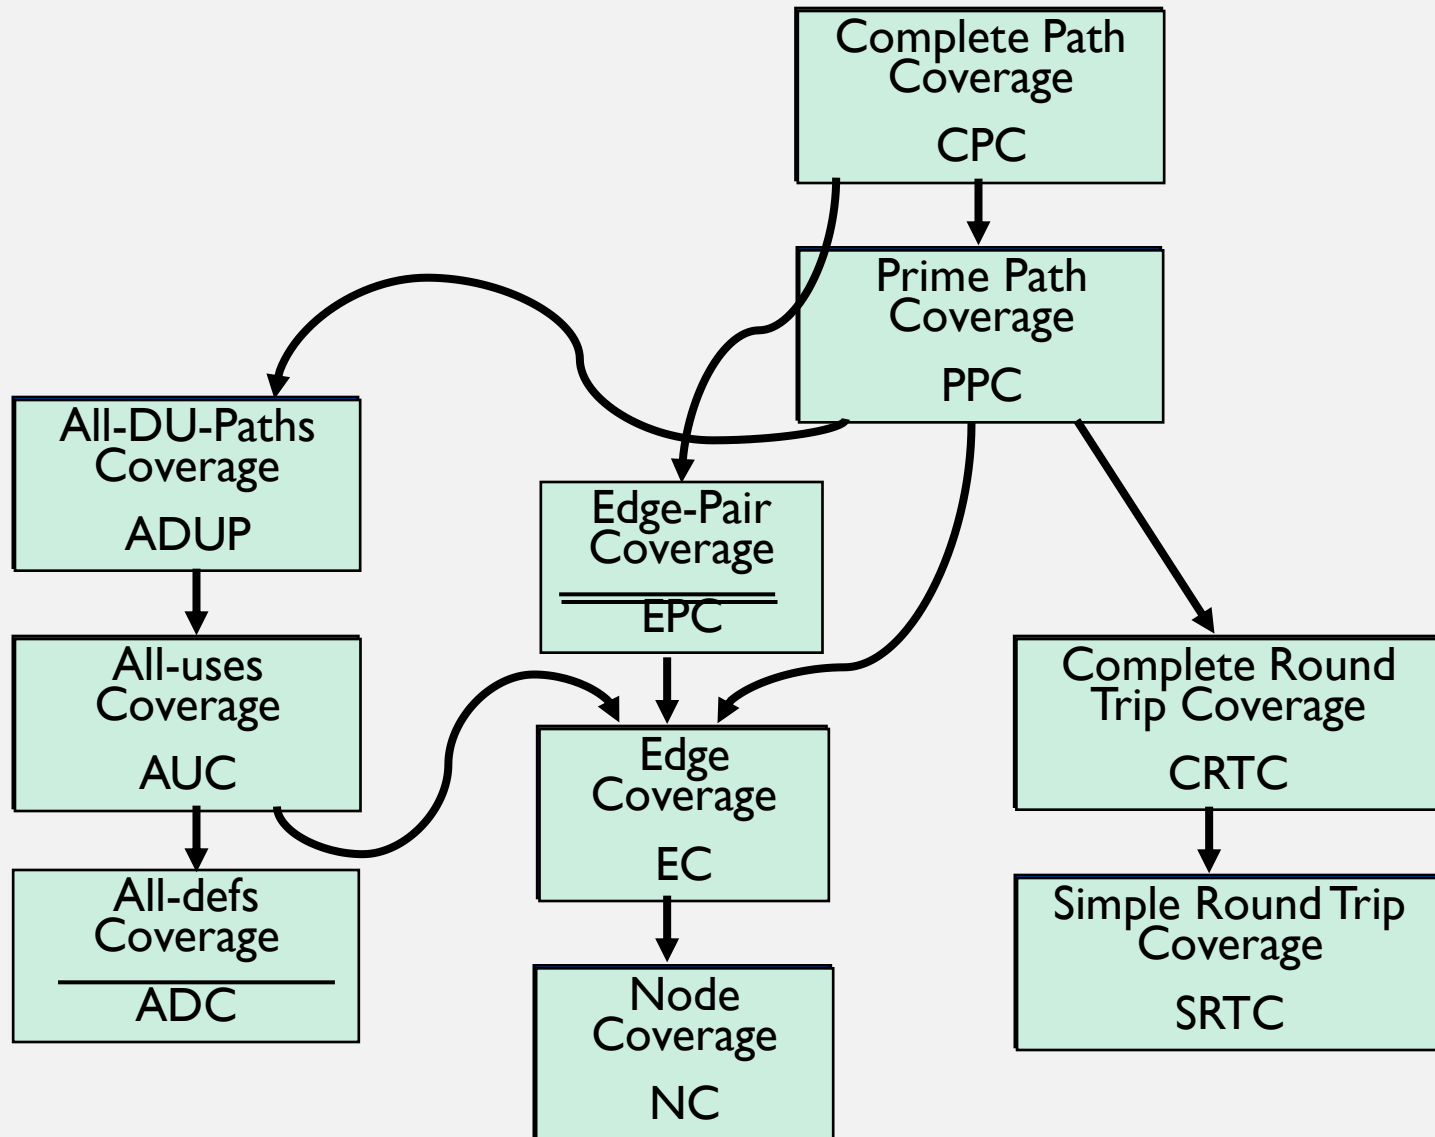 Complete Path
Coverage
CPC
Prime Path
Coverage
PPC
All-DU-Paths
Coverage
ADUP
Edge-Pair
Coverage
EPC
All-uses
Coverage
AUC
Complete Round
Trip Coverage
CRTC
Edge
Coverage
EC
All-defs
Coverage
ADC
Simple Round Trip
Coverage
SRTC
Node
Coverage
NC